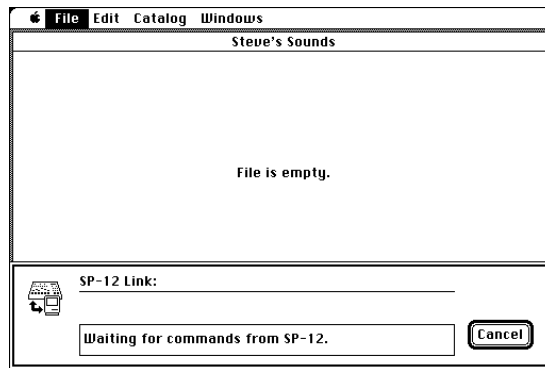 File Edit Catalog Windows
Steve's Sounds
File is empty.
SP-12 Link:
Waiting for commands from SP-12.
Cancel